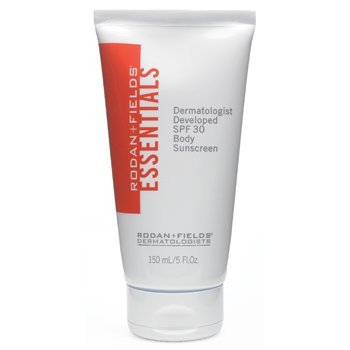 RODAN+FIELDS®
ESSENTIALS
Dermatologist
Developed
SPF 30
Body
Sunscreen
RODAN+FIELDS®
DERMATOLOGISTS
150 mL/5 Fl.Oz.